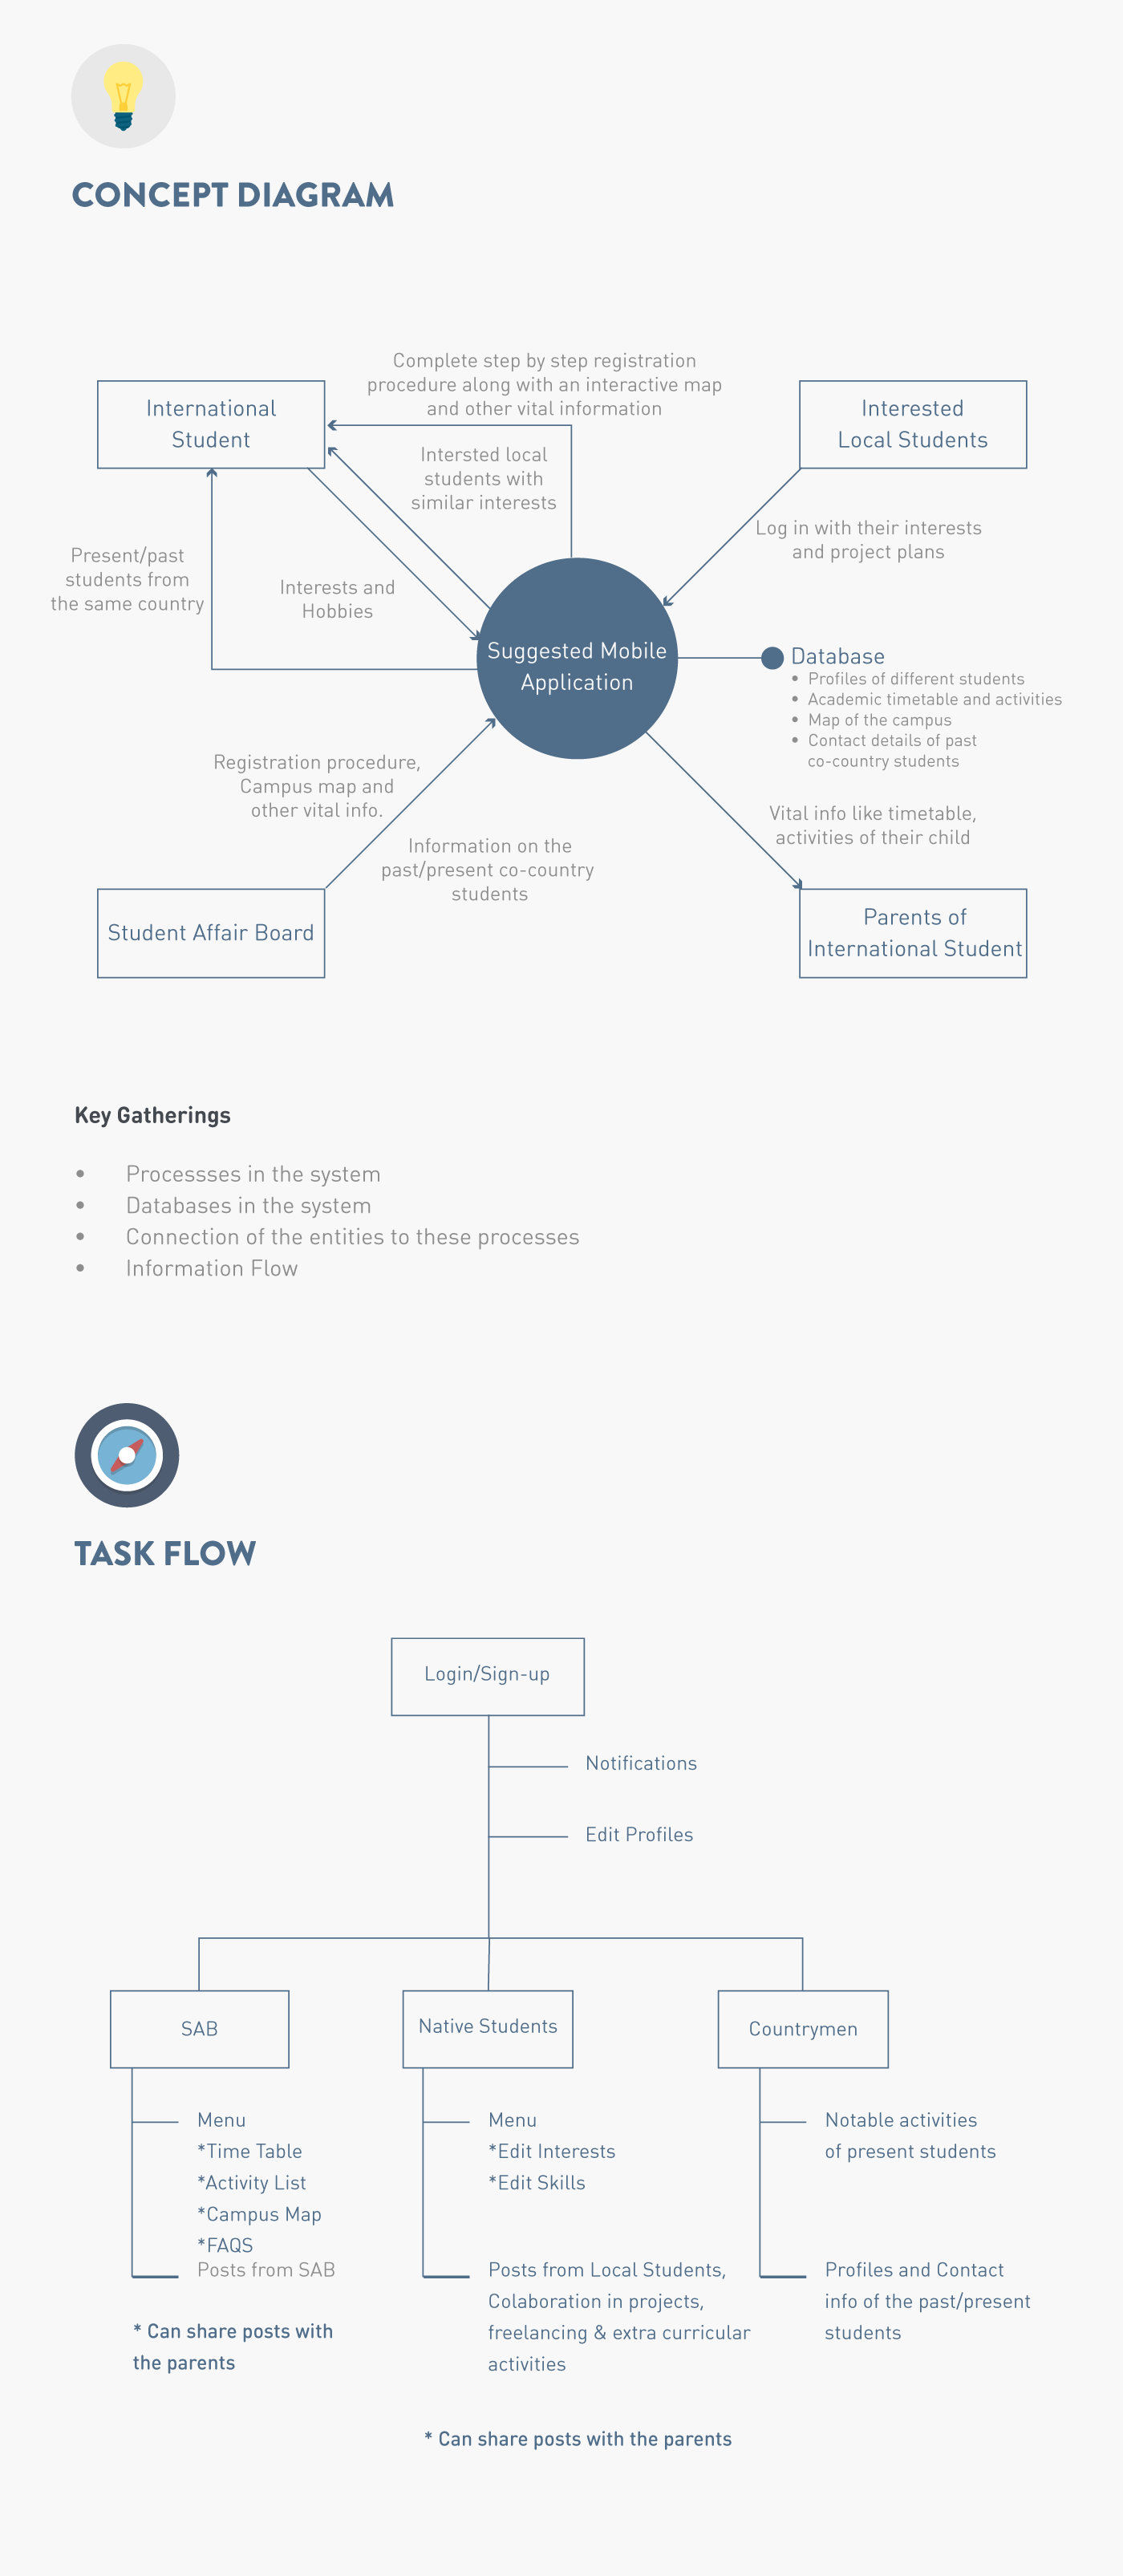 CONCEPT DIAGRAM
Complete step by step registration
procedure along with an interactive map
and other vital information
International
Student
Interested
Local Students
Intersted local
students with
similar interests
Log in with their interests
and project plans
Present/past
students from
the same country
Interests and
Hobbies
Suggested Mobile
Application
Database
• Profiles of different students
• Academic timetable and activities
• Map of the campus
• Contact details of past
co-country students
Registration procedure,
Campus map and
other vital info.
Vital info like timetable,
activities of their child
Information on the
past/present co-country
students
Student Affair Board
Parents of
International Student
Key Gatherings
• Processses in the system
• Databases in the system
• Connection of the entities to these processes
• Information Flow
TASK FLOW
Login/Sign-up
Notifications
Edit Profiles
SAB
Native Students
Countrymen
Menu
*Time Table
*Activity List
*Campus Map
*FAQS
Posts from SAB
* Can share posts with
the parents
Menu
*Edit Interests
*Edit Skills
Posts from Local Students,
Colaboration in projects,
freelancing & extra curricular
activities
* Can share posts with the parents
Notable activities
of present students
Profiles and Contact
info of the past/present
students